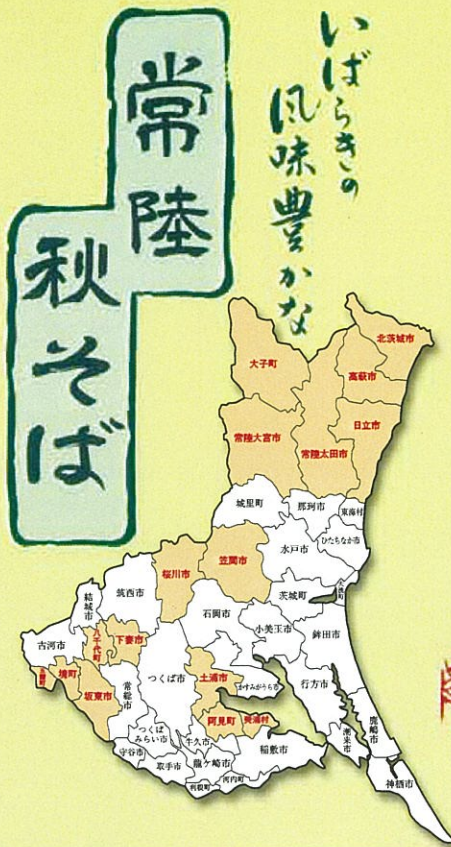 いばらきの
風味豊かな
常陸
秋そば
北茨城市
大子町
高萩市
日立市
常陸大宮市
常陸太田市
城里町
那珂市
東海村
ひたちなか市
水戸市
笠間市
桜川市
茨城町
大洗町
筑西市
石岡市
小美玉市
鉾田市
結城市
古河市
八千代町
下妻市
つくば市
土浦市
かすみがうら市
行方市
五霞町
境町
坂東市
常総市
阿見町
美浦村
鹿嶋市
つくば
みらい市
牛久市
稲敷市
潮来市
守谷市
取手市
龍ケ崎市
河内町
利根町
神栖市